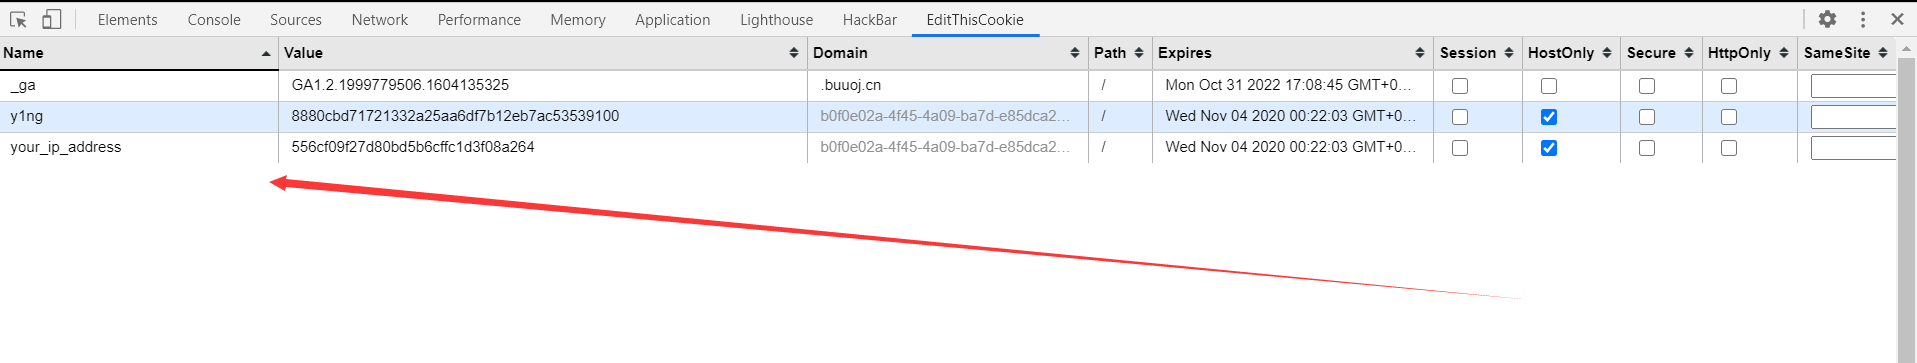 Elements Console Sources Network Performance Memory Application Lighthouse HackBar EditThisCookie
Name Value Domain Path Expires Session HostOnly Secure HttpOnly SameSite
_ga GA1.2.1999779506.1604135325 .buuoj.cn / Mon Oct 31 2022 17:08:45 GMT+0...
y1ng 8880cbd71721332a25aa6df7b12eb7ac53539100 b0f0e02a-4f45-4a09-ba7d-e85dca2... / Wed Nov 04 2020 00:22:03 GMT+0...
your_ip_address 556cf09f27d80bd5b6cffc1d3f08a264 b0f0e02a-4f45-4a09-ba7d-e85dca2... / Wed Nov 04 2020 00:22:03 GMT+0...